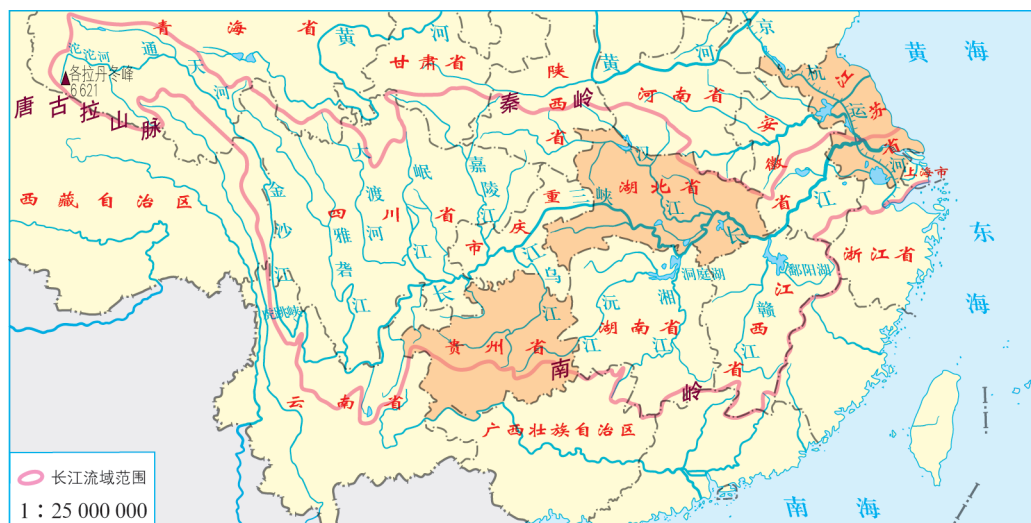 青海省
黄河
京
黄海
沱沱河
通天河
各拉丹冬峰
6 621
甘肃省
陕西省
黄河
杭
运
河
江苏省
唐古拉山脉
秦岭
河南省
安徽省
上海市
大渡河
岷江
嘉陵江
汉
江
湖北省
西藏自治区
金沙江
四川省
雅砻江
重庆市
三峡
长
江
浙江省
东海
乌江
洞庭湖
鄱阳湖
长
沅江
湘江
赣江
江西省
湖南省
贵州省
南岭
云南省
广西壮族自治区
长江流域范围
1：25 000 000
南海